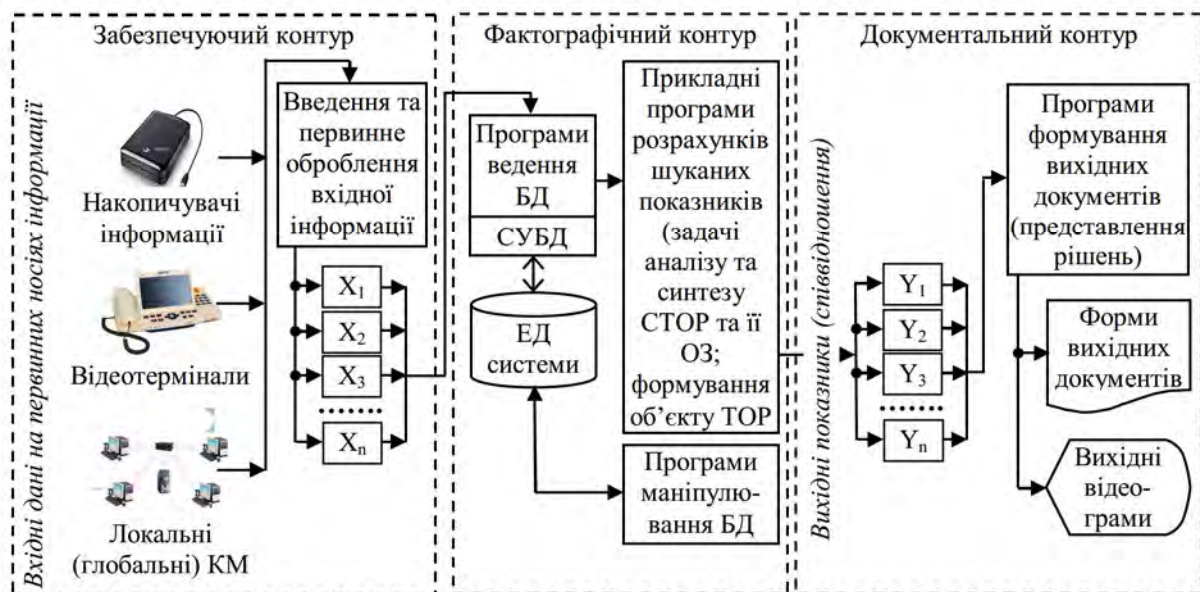 Забезпечуючий контур
Вхідні дані на первинних носіях інформації
Накопичувачі
інформації
Відеотермінали
Локальні
(глобальні) КМ
Введення та
первинне
оброблення
вхідної
інформації
X1
X2
X3
Xn
Фактографічний контур
Програми
ведення
БД
СУБД
ЕД
системи
Прикладні
програми
розрахунків
шуканих
показників
(задачі
аналізу та
синтезу
СТОР та її
ОЗ;
формування
об’єкту ТОР
Програми
маніпулю-
вання БД
Документальний контур
Вихідні показники (співвідношення)
Y1
Y2
Y3
Yn
Програми
формування
вихідних
документів
(представлення
рішень)
Форми
вихідних
документів
Вихідні
відео-
грами